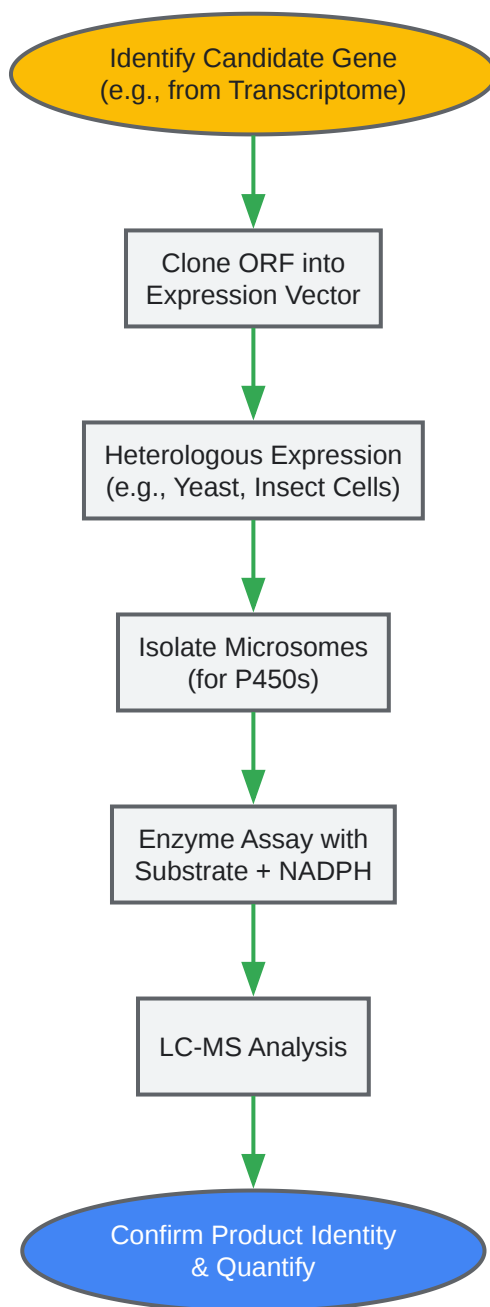 Identify Candidate Gene
(e.g., from Transcriptome)
Clone ORF into
Expression Vector
Heterologous Expression
(e.g., Yeast, Insect Cells)
Isolate Microsomes
(for P450s)
Enzyme Assay with
Substrate + NADPH
LC-MS Analysis
Confirm Product Identity
& Quantify